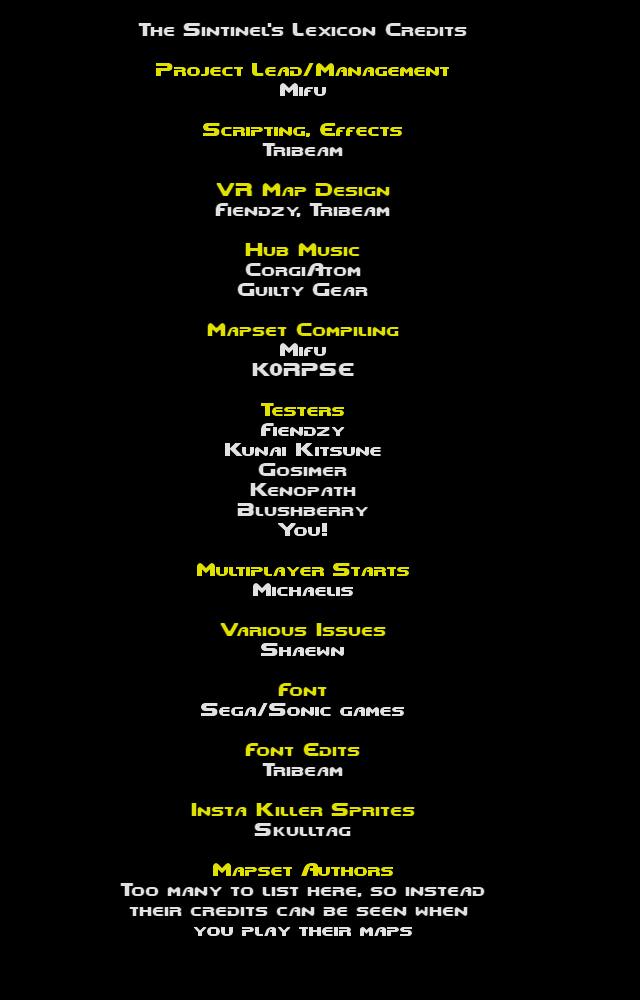 The Sintinel's Lexicon Credits
Project Lead/Management
Mifu
Scripting, Effects
Tribeam
VR Map Design
Fiendzy, Tribeam
Hub Music
CorgiAtom
Guilty Gear
Mapset Compiling
Mifu
K0RPSE
Testers
Fiendzy
Kunai Kitsune
Gosimer
Kenopath
Blushberry
You!
Multiplayer Starts
Michaelis
Various Issues
Shaewn
Font
Sega/Sonic games
Font Edits
Tribeam
Insta Killer Sprites
Skulltag
Mapset Authors
Too many to list here, so instead
their credits can be seen when
you play their maps